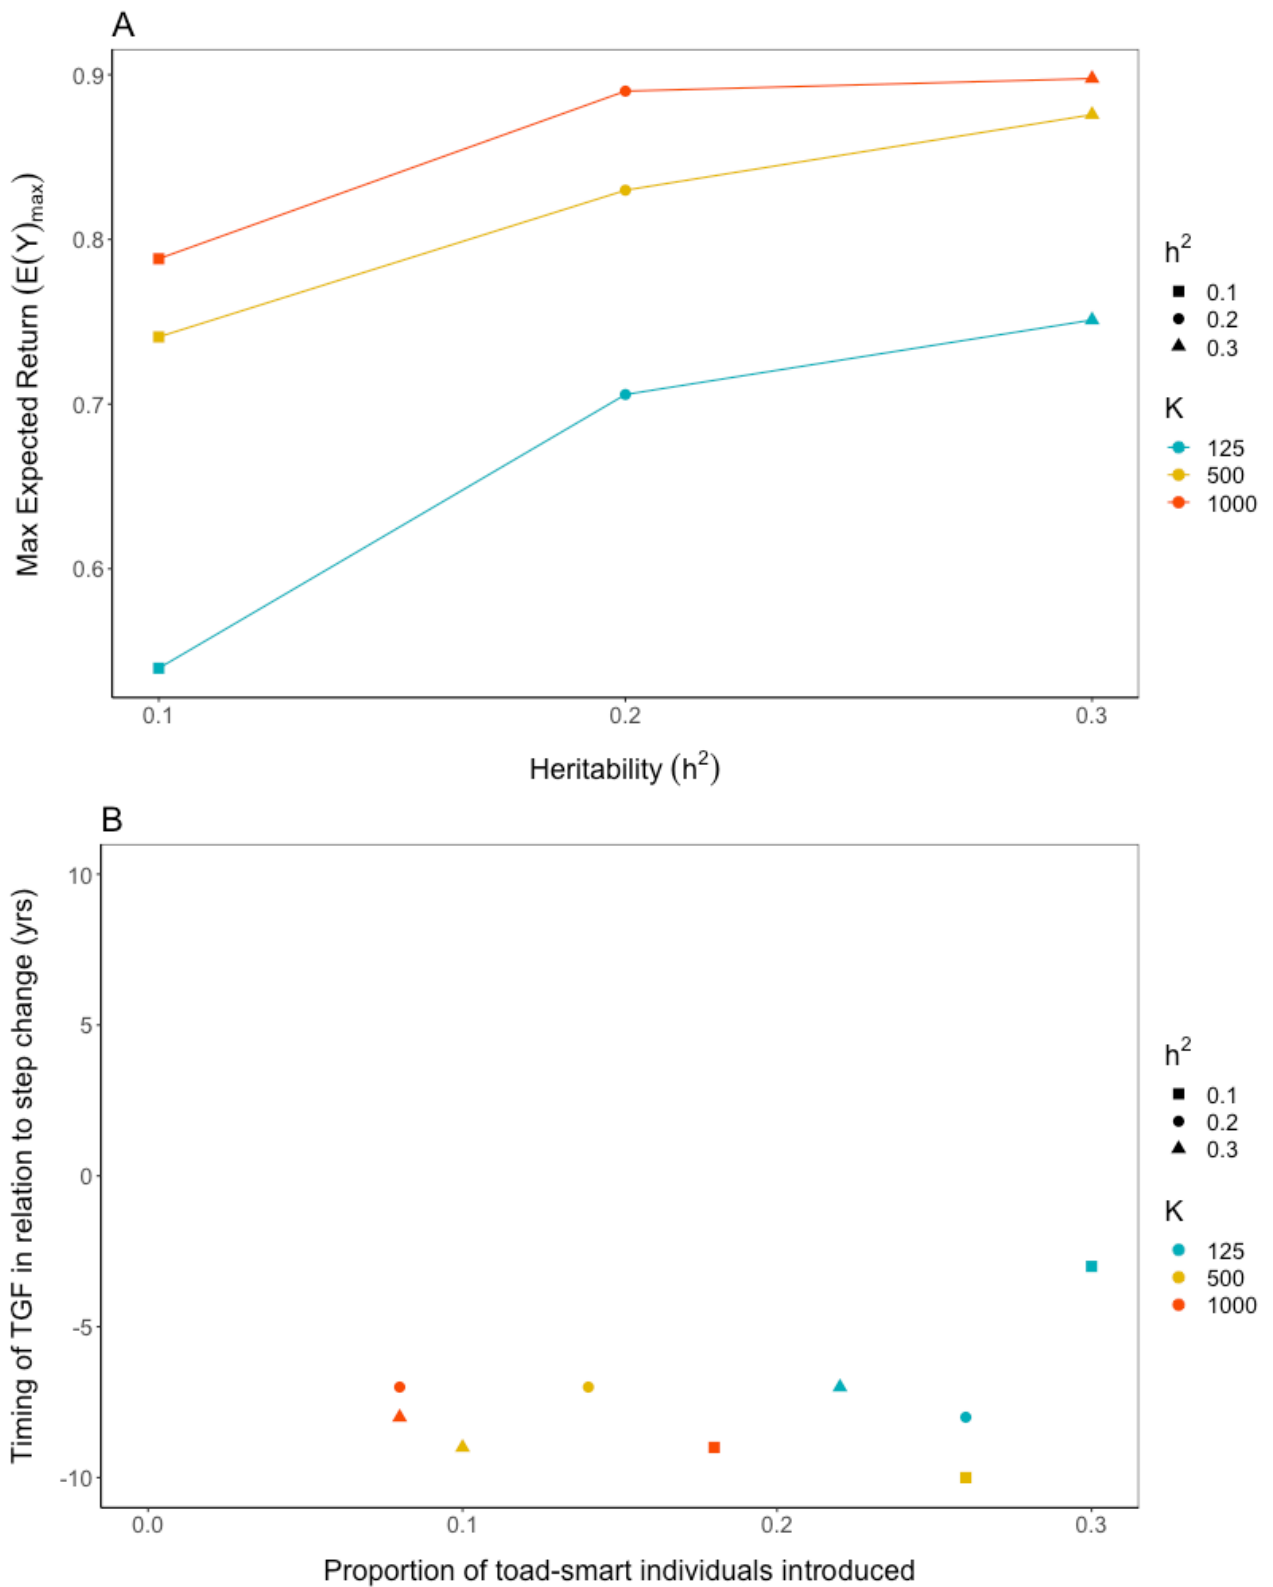 A
Max Expected Return (E(Y)max)
0.9
0.8
0.7
0.6
0.1 0.2 0.3
Heritability (h²)
h²
0.1
0.2
0.3
K
125
500
1000
B
Timing of TGF in relation to step change (yrs)
10
5
0
-5
-10
0.0 0.1 0.2 0.3
Proportion of toad-smart individuals introduced
h²
0.1
0.2
0.3
K
125
500
1000